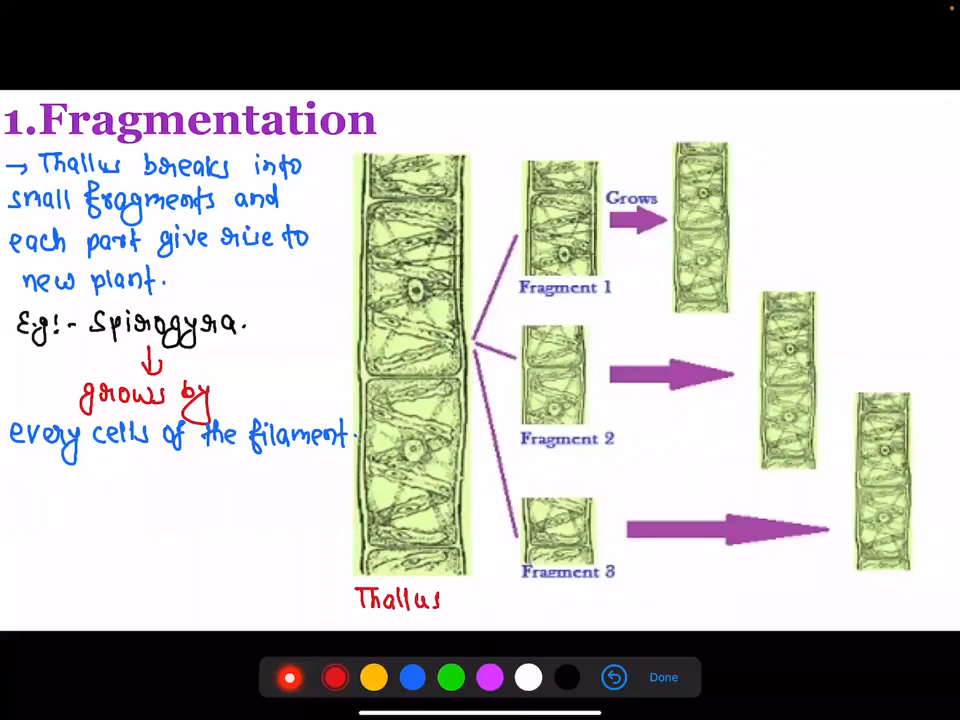 1.Fragmentation
→ Thallus breaks into
small fragments and
each part give rise to
new plant.
E.g:- Spirogyra.
↓
grows by
every cells of the filament.
Grows
Fragment 1
Fragment 2
Fragment 3
Thallus
Done